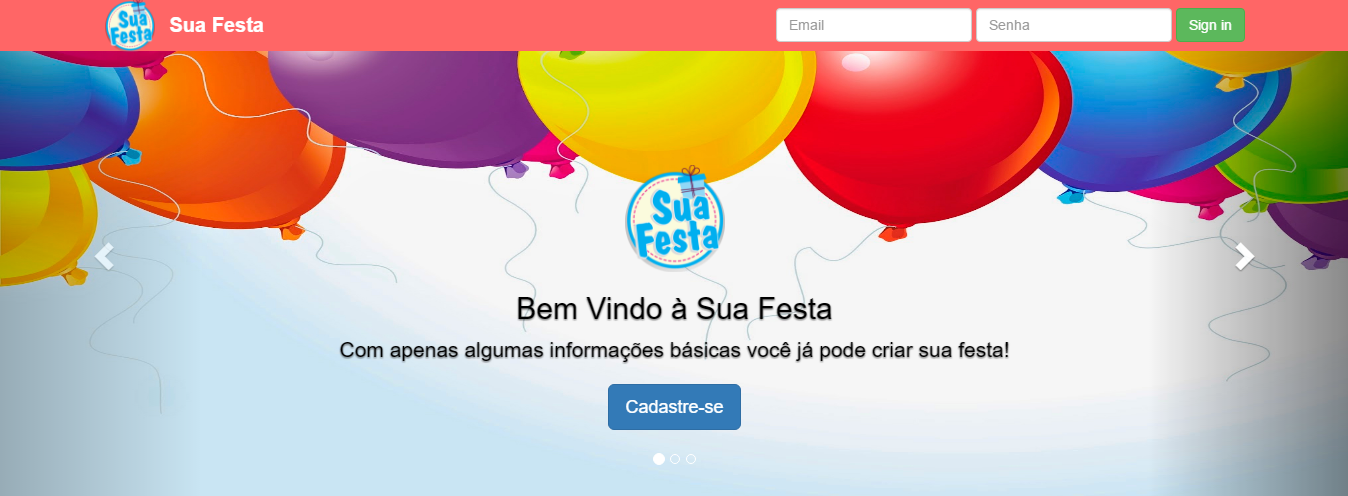 Sua
Festa
Sua Festa
Email
Senha
Sign in
Sua
Festa
Bem Vindo à Sua Festa
Com apenas algumas informações básicas você já pode criar sua festa!
Cadastre-se